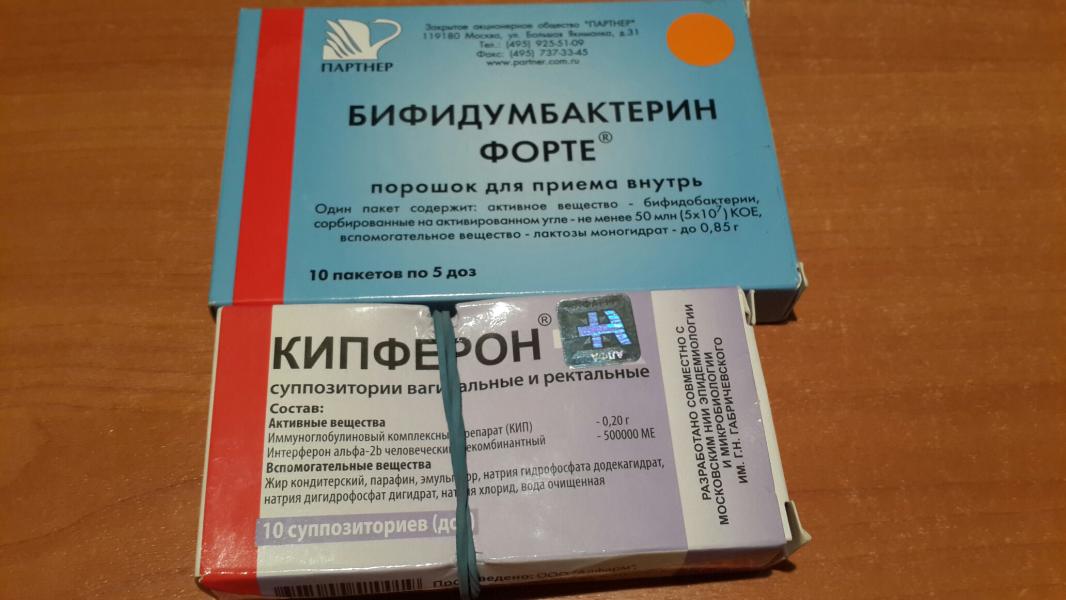 ПАРТНЕР
Закрытое акционерное общество "ПАРТНЕР"
119180 Москва, ул. Большая Якиманка, д.31
Тел.: (495) 925-51-09
Факс: (495) 737-33-45
www.partner.com.ru
БИФИДУМБАКТЕРИН
ФОРТЕ®
порошок для приема внутрь
Один пакет содержит: активное вещество - бифидобактерии,
сорбированные на активированном угле - не менее 50 млн (5х10⁷) КОЕ,
вспомогательное вещество - лактозы моногидрат - до 0,85 г
10 пакетов по 5 доз
КИПФЕРОН®
суппозитории вагинальные и ректальные
Состав:
Активные вещества
Иммуноглобулиновый комплексный препарат (КИП) - 0,20 г
Интерферон альфа-2b человеческий рекомбинантный - 500000 МЕ
Вспомогательные вещества
Жир кондитерский, парафин, эмульгатор, натрия гидрофосфата додекагидрат,
натрия дигидрофосфат дигидрат, натрия хлорид, вода очищенная
10 суппозиториев (доз)
Произведено: ООО "Алфарм",
РАЗРАБОТАНО СОВМЕСТНО С
МОСКОВСКИМ НИИ ЭПИДЕМИОЛОГИИ
И МИКРОБИОЛОГИИ
ИМ. Г.Н. ГАБРИЧЕВСКОГО